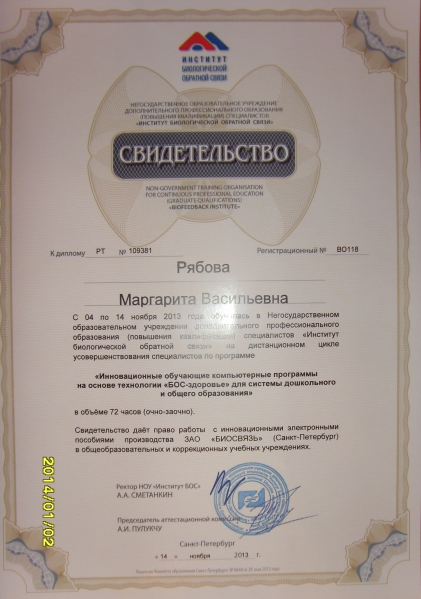 ИНСТИТУТ
БИОЛОГИЧЕСКОЙ
ОБРАТНОЙ СВЯЗИ
НЕГОСУДАРСТВЕННОЕ ОБРАЗОВАТЕЛЬНОЕ УЧРЕЖДЕНИЕ
ДОПОЛНИТЕЛЬНОГО ПРОФЕССИОНАЛЬНОГО ОБРАЗОВАНИЯ
(ПОВЫШЕНИЯ КВАЛИФИКАЦИИ) СПЕЦИАЛИСТОВ
«ИНСТИТУТ БИОЛОГИЧЕСКОЙ ОБРАТНОЙ СВЯЗИ»
СВИДЕТЕЛЬСТВО
NON-GOVERNMENT TRAINING ORGANISATION
FOR CONTINUOUS PROFESSIONAL EDUCATION
(GRADUATE QUALIFICATIONS)
«BIOFEEDBACK INSTITUTE»
К диплому РТ № 109381 Регистрационный № ВО118
Рябова
Маргарита Васильевна
С 04 по 14 ноября 2013 года обучалась в Негосударственном
образовательном учреждении дополнительного профессионального
образования (повышения квалификации) специалистов «Институт
биологической обратной связи» на дистанционном цикле
усовершенствования специалистов по программе
«Инновационные обучающие компьютерные программы
на основе технологии «БОС-здоровье» для системы дошкольного
и общего образования»
в объёме 72 часов (очно-заочно).
Свидетельство даёт право работы с инновационными электронными
пособиями производства ЗАО «БИОСВЯЗЬ» (Санкт-Петербург)
в общеобразовательных и коррекционных учебных учреждениях.
Ректор НОУ «Институт БОС»
А.А. СМЕТАНКИН
Председатель аттестационной комиссии
А.И. ПУЛУКЧУ
Санкт-Петербург
« 14 » ноября 2013 г.
2014/01/02